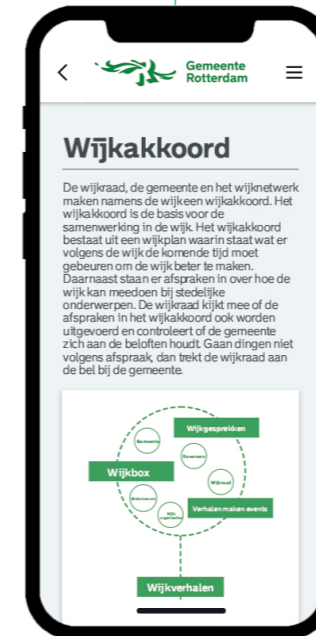 Gemeente
Rotterdam
Wijkakkoord
De wijkraad, de gemeente en het wijknetwerk
maken namens de wijk een wijkakkoord. Het
wijkakkoord is de basis voor de
samenwerking in de wijk. Het wijkakkoord
bestaat uit een wijkplan waarin staat wat er
volgens de wijk de komende tijd moet
gebeuren om de wijk beter te maken.
Daarnaast staan er afspraken in over hoe de
wijk kan meedoen bij stedelijke
onderwerpen. De wijkraad kijkt mee of de
afspraken in het wijkakkoord ook worden
uitgevoerd en controleert of de gemeente
zich aan de beloften houdt. Gaan dingen niet
volgens afspraak, dan trekt de wijkraad aan
de bel bij de gemeente.
Wijkgesprekken
Gemeente
Bewoners
Wijkbox
Wijkraad
Verhalen maken events
Wijkverhalen